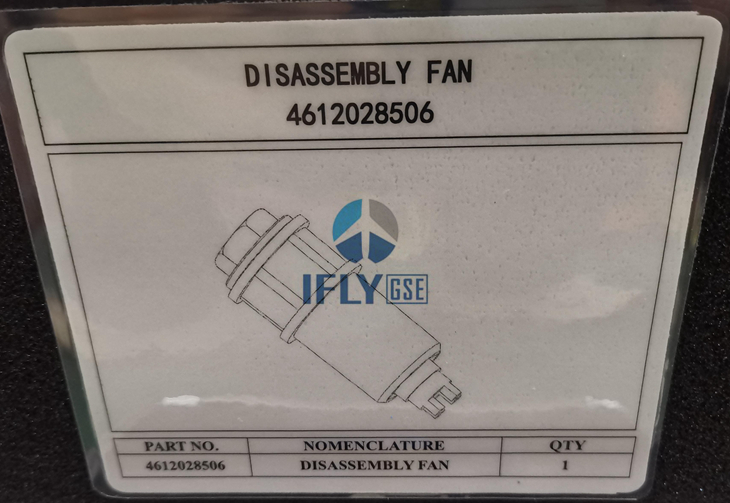 DISASSEMBLY FAN
4612028506
IFLY GSE
PART NO. NOMENCLATURE QTY
4612028506 DISASSEMBLY FAN 1